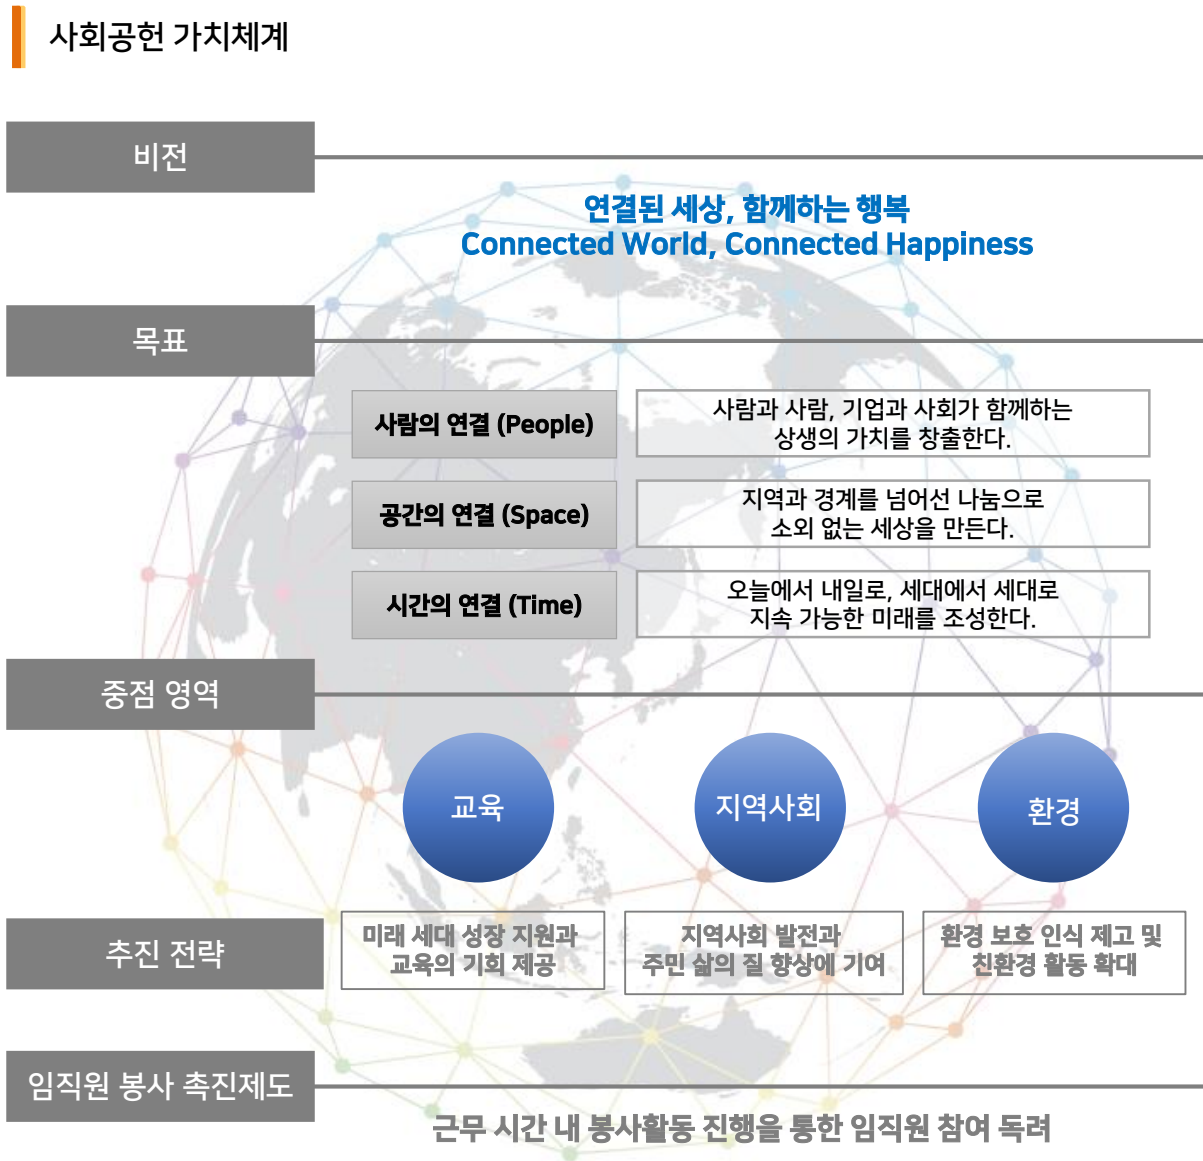 사회공헌 가치체계
비전
연결된 세상, 함께하는 행복
Connected World, Connected Happiness
목표
사람의 연결 (People)
사람과 사람, 기업과 사회가 함께하는
상생의 가치를 창출한다.
공간의 연결 (Space)
지역과 경계를 넘어선 나눔으로
소외 없는 세상을 만든다.
시간의 연결 (Time)
오늘에서 내일로, 세대에서 세대로
지속 가능한 미래를 조성한다.
중점 영역
교육
지역사회
환경
추진 전략
미래 세대 성장 지원과
교육의 기회 제공
지역사회 발전과
주민 삶의 질 향상에 기여
환경 보호 인식 제고 및
친환경 활동 확대
임직원 봉사 촉진제도
근무 시간 내 봉사활동 진행을 통한 임직원 참여 독려